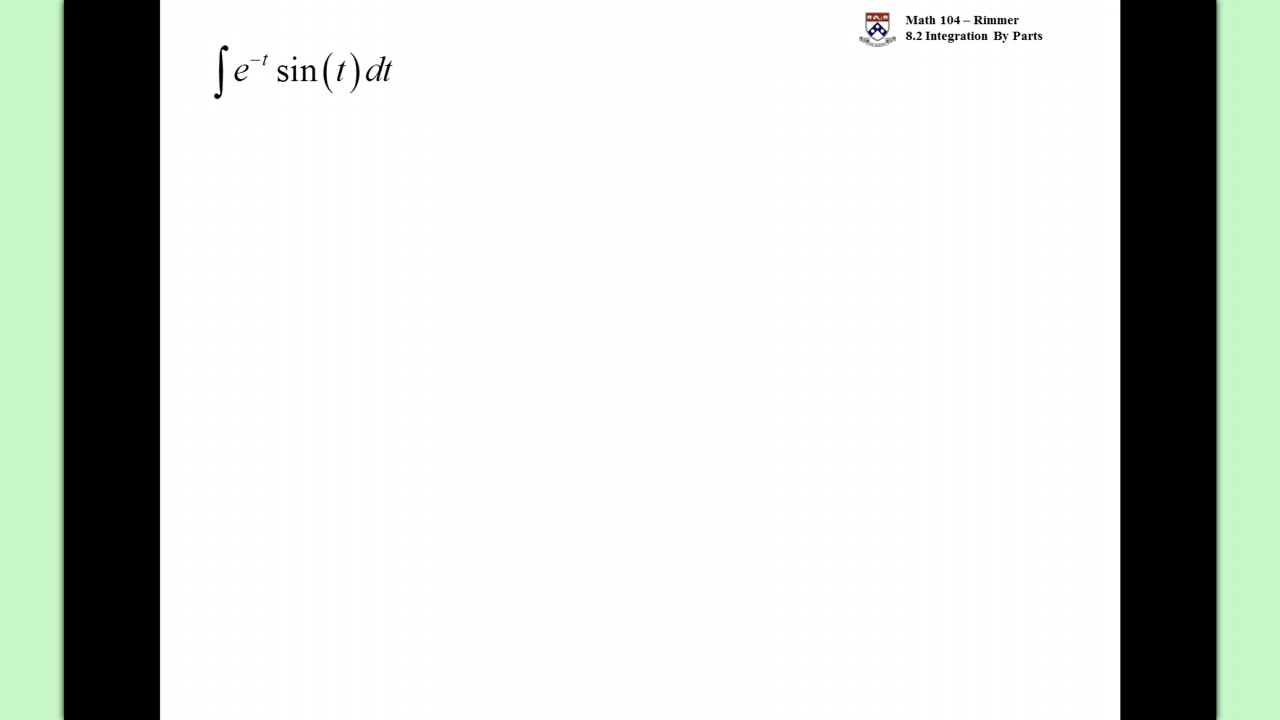 Math 104 – Rimmer
8.2 Integration By Parts
∫ e^{-t} sin(t) dt